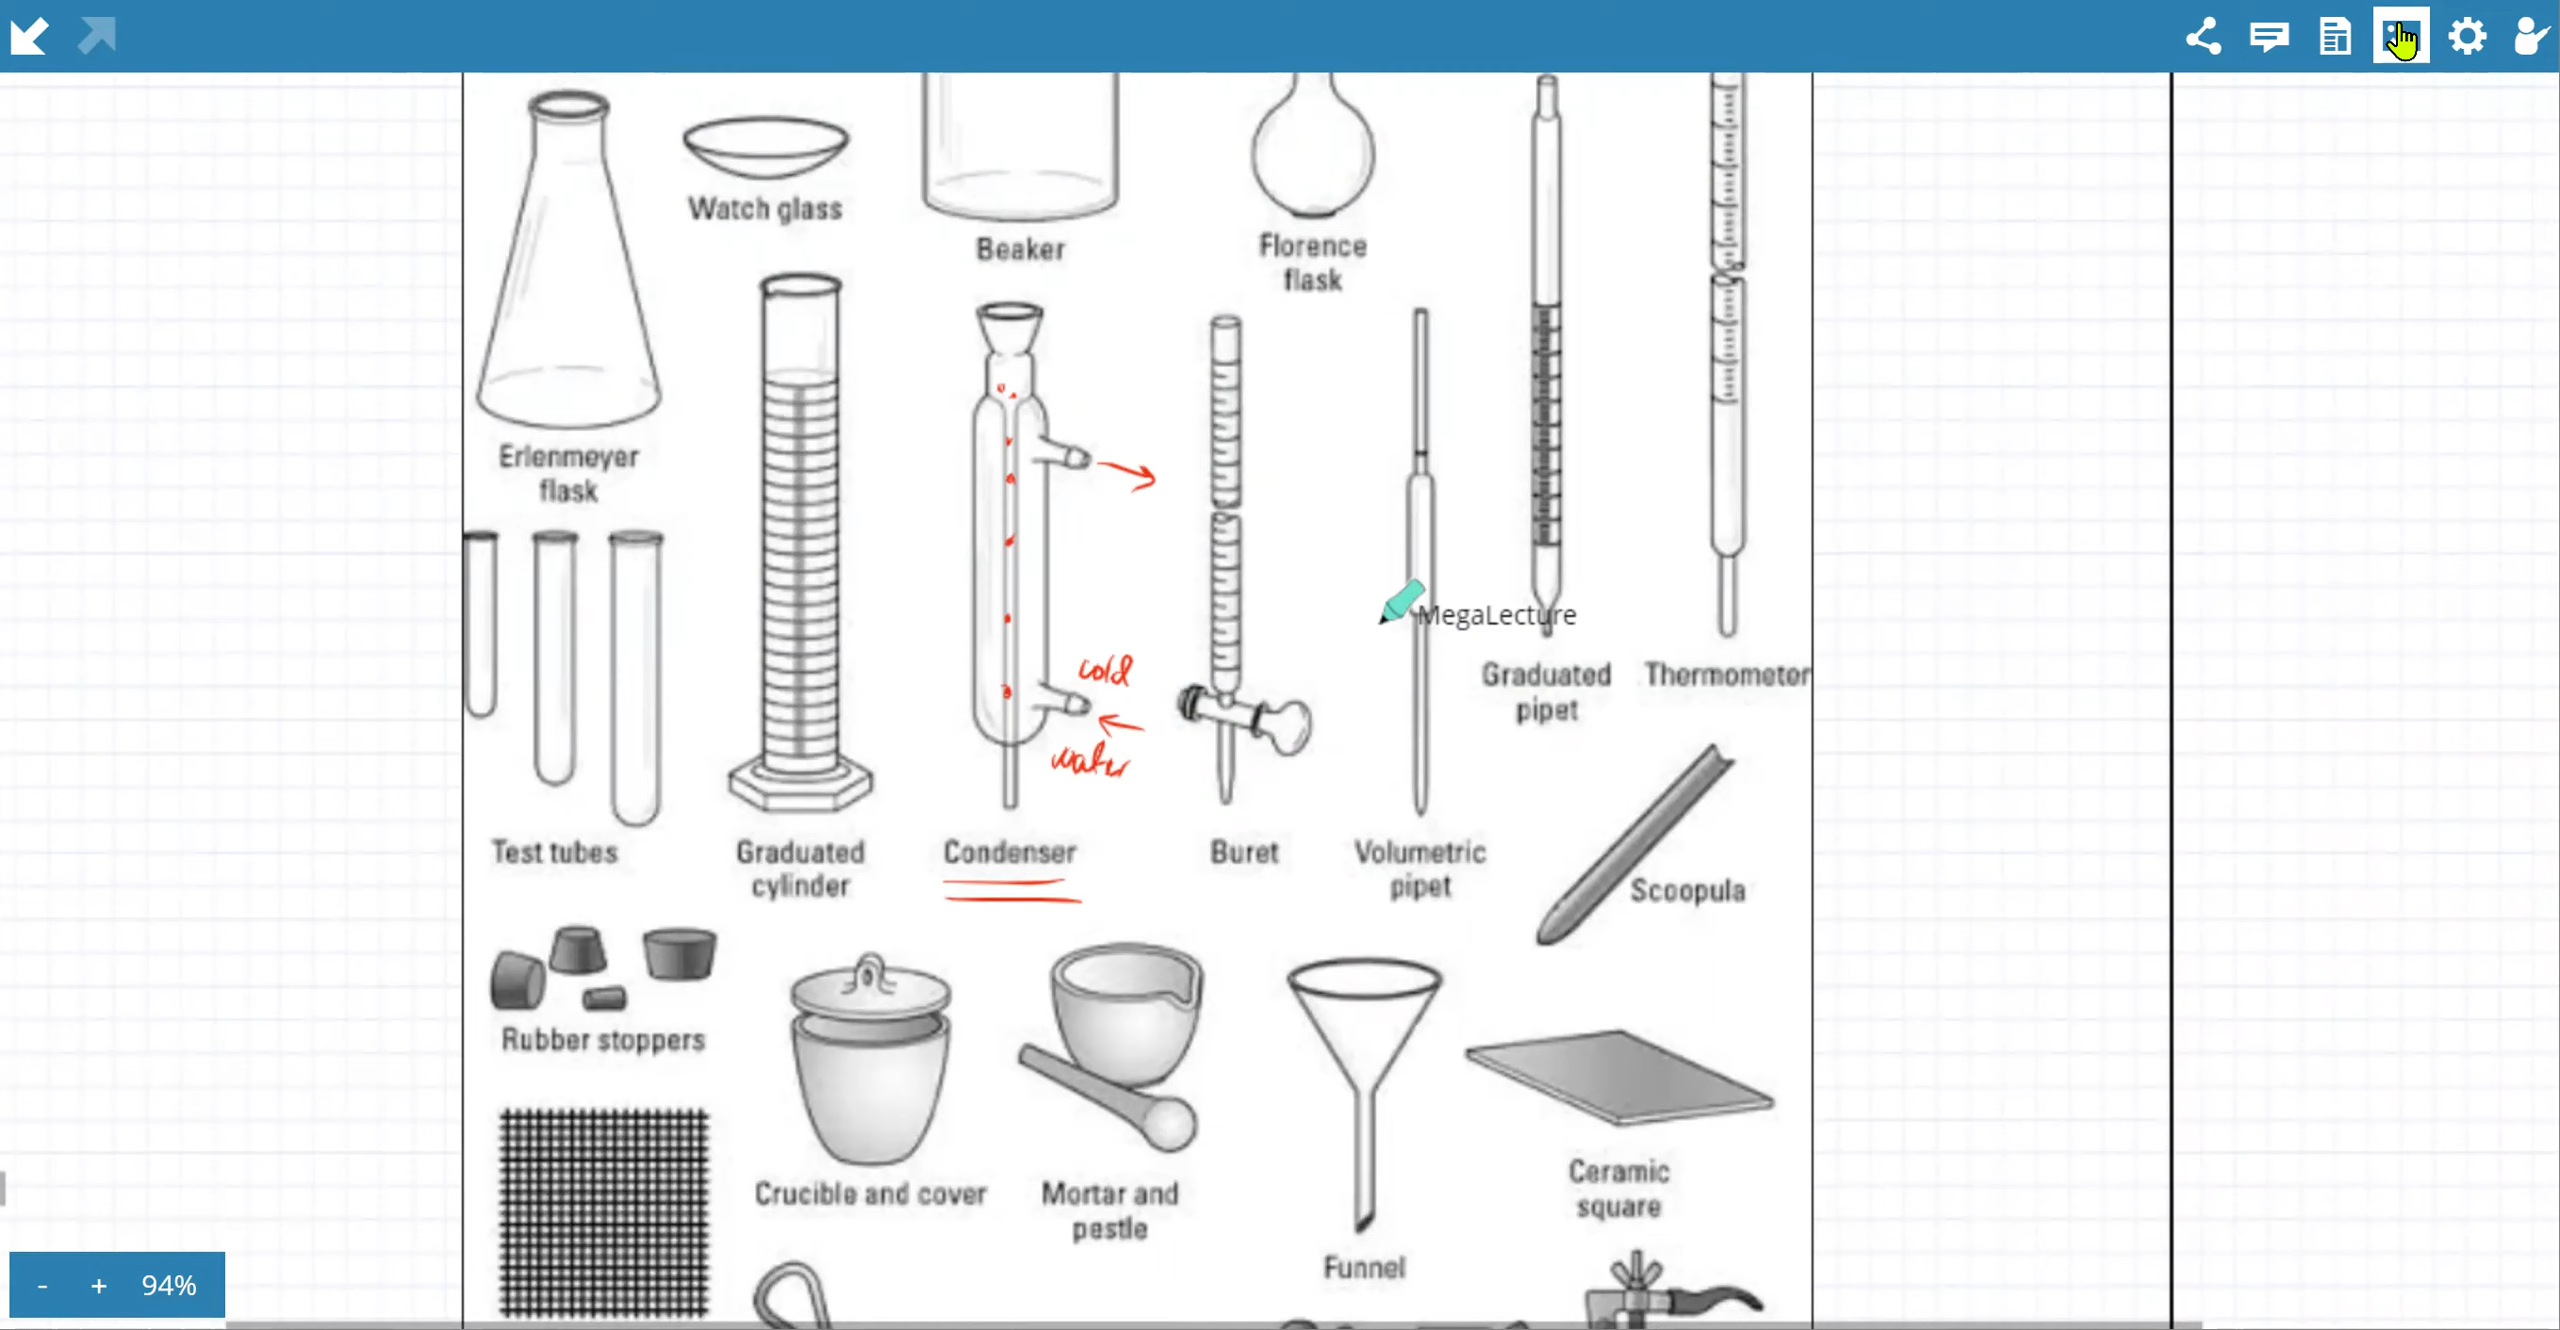 Watch glass
Beaker
Florence
flask
Erlenmeyer
flask
cold
water
MegaLecture
Graduated
pipet
Thermometer
Test tubes
Graduated
cylinder
Condenser
Buret
Volumetric
pipet
Scoopula
Rubber stoppers
Crucible and cover
Mortar and
pestle
Funnel
Ceramic
square
- + 94%